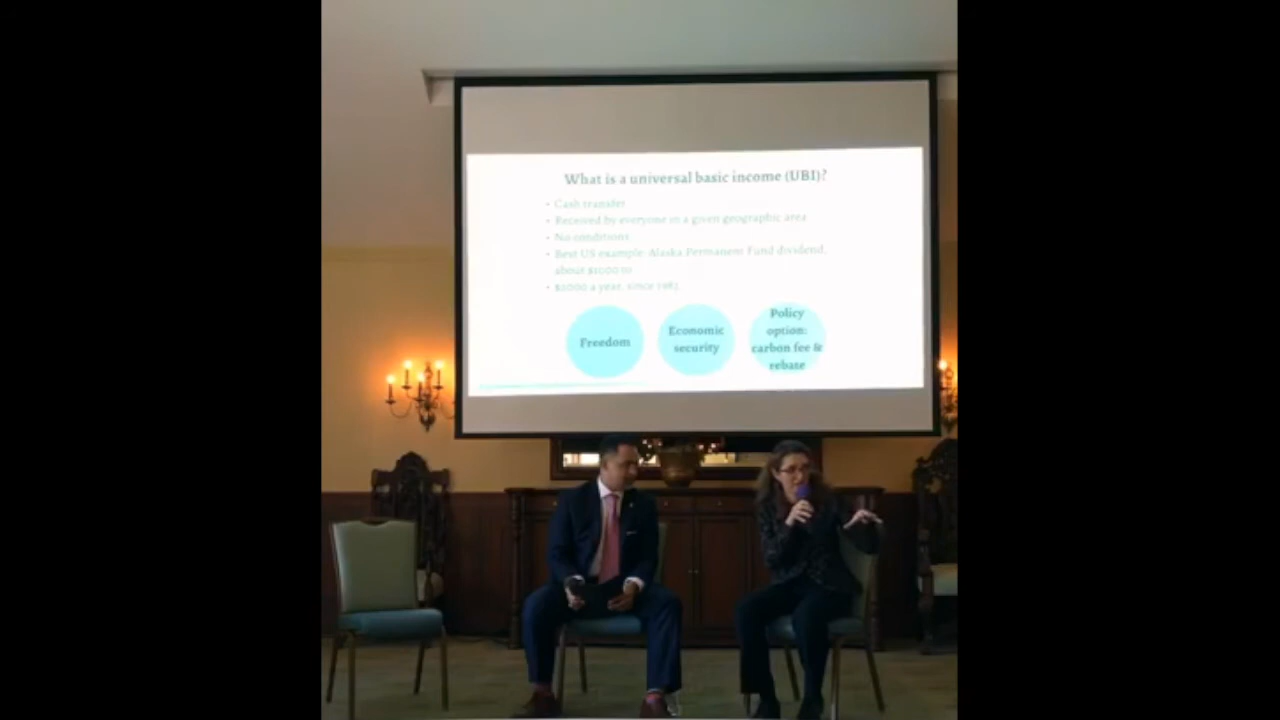 What is a universal basic income (UBI)?
• Cash transfer
• Received by everyone in a given geographic area
• No conditions
• Best US example: Alaska Permanent Fund dividend,
about $1000 to
• $2000 a year, since 1982
Freedom
Economic
security
Policy
option:
carbon fee &
rebate